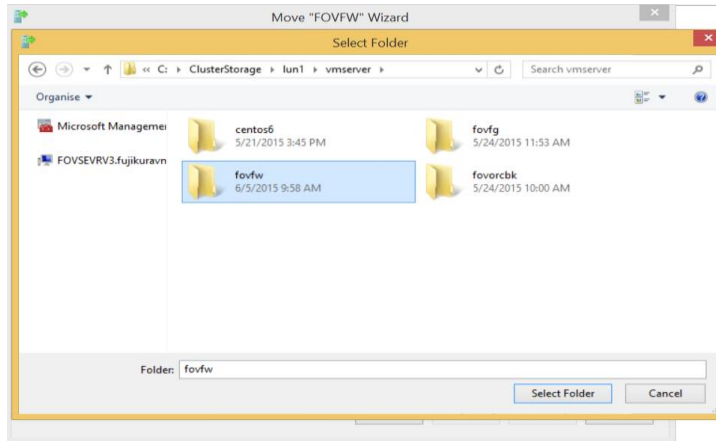 Move "FOVFW" Wizard
Select Folder
« C: ▸ ClusterStorage ▸ lun1 ▸ vmserver ▸
Search vmserver
Organise
Microsoft Managemer
FOVSEVRV3.fujikuravn
centos6
5/21/2015 3:45 PM
fovfg
5/24/2015 11:53 AM
fovfw
6/5/2015 9:58 AM
fovorcbk
5/24/2015 10:00 AM
Folder: fovfw
Select Folder Cancel